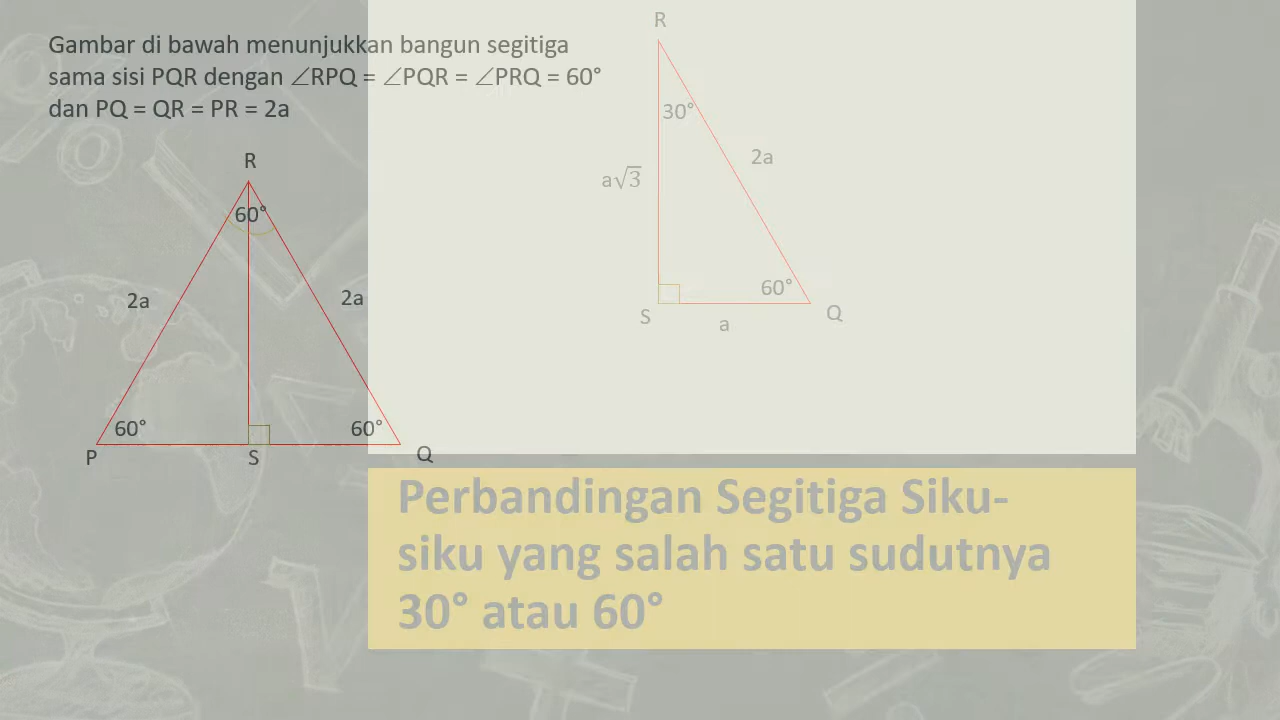 Gambar di bawah menunjukkan bangun segitiga
sama sisi PQR dengan ∠RPQ = ∠PQR = ∠PRQ = 60°
dan PQ = QR = PR = 2a
R
60°
2a
2a
60°
60°
P
S
Q
R
30°
2a
a√3
60°
S
a
Q
Perbandingan Segitiga Siku-
siku yang salah satu sudutnya
30° atau 60°